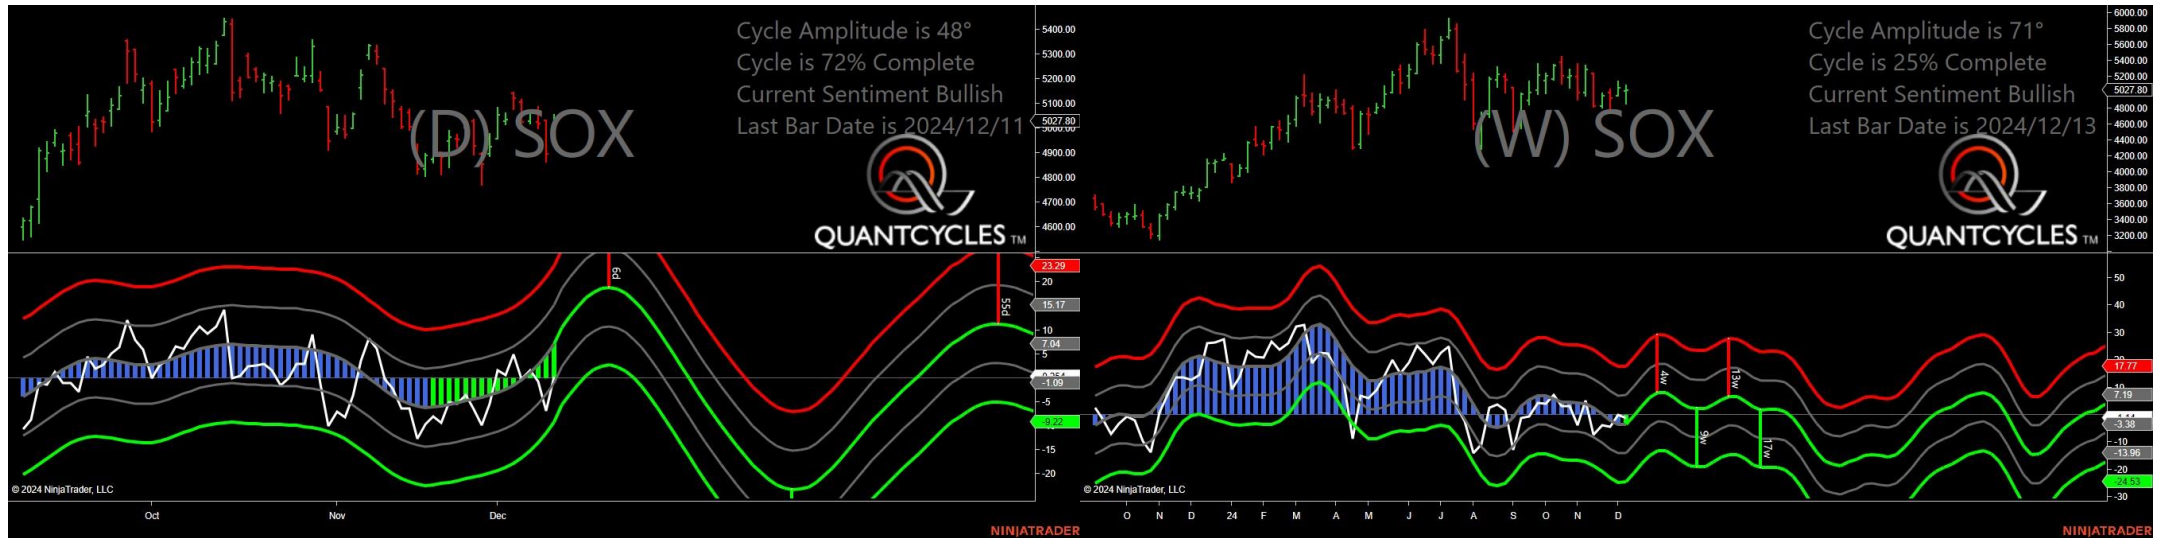 Cycle Amplitude is 48°
Cycle is 72% Complete
Current Sentiment Bullish
Last Bar Date is 2024/12/11
(D) SOX
QUANTCYCLES TM
5400.00
5200.00
5100.00
5027.80
5000.00
4900.00
4800.00
4700.00
4600.00
6d
55d
23.29
20
15.17
10
7.04
5
-1.09
-5
-9.22
-15
-20
© 2024 NinjaTrader, LLC
Oct Nov Dec
NINJATRADER
Cycle Amplitude is 71°
Cycle is 25% Complete
Current Sentiment Bullish
Last Bar Date is 2024/12/13
(W) SOX
QUANTCYCLES TM
6000.00
5800.00
5600.00
5400.00
5200.00
5027.80
4800.00
4600.00
4400.00
4200.00
4000.00
3800.00
3600.00
3400.00
3200.00
4w
13w
9w
17w
50
40
30
17.77
7.19
-3.38
-10
-13.96
-20
-24.53
-30
© 2024 NinjaTrader, LLC
O N D 24 F M A M J J A S O N D
NINJATRADER